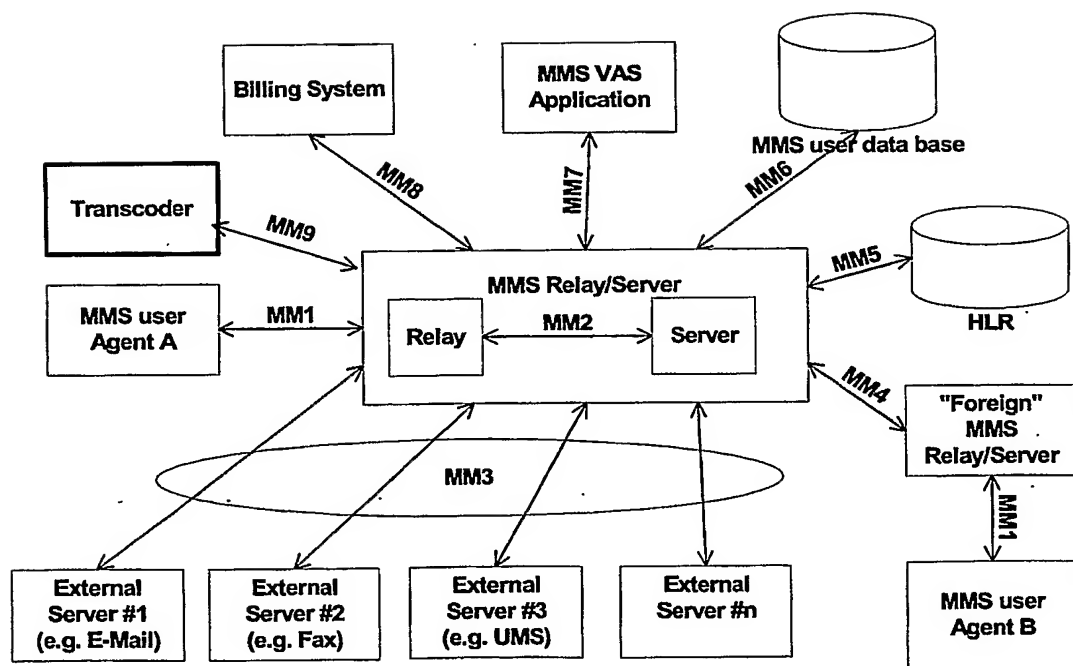 Billing System
MMS VAS
Application
MMS user data base
Transcoder
MM8
MM7
MM6
MM9
MM5
MMS Relay/Server
MMS user
Agent A
MM1
Relay
MM2
Server
HLR
MM4
"Foreign"
MMS
Relay/Server
MM3
MM1
External
Server #1
(e.g. E-Mail)
External
Server #2
(e.g. Fax)
External
Server #3
(e.g. UMS)
External
Server #n
MMS user
Agent B